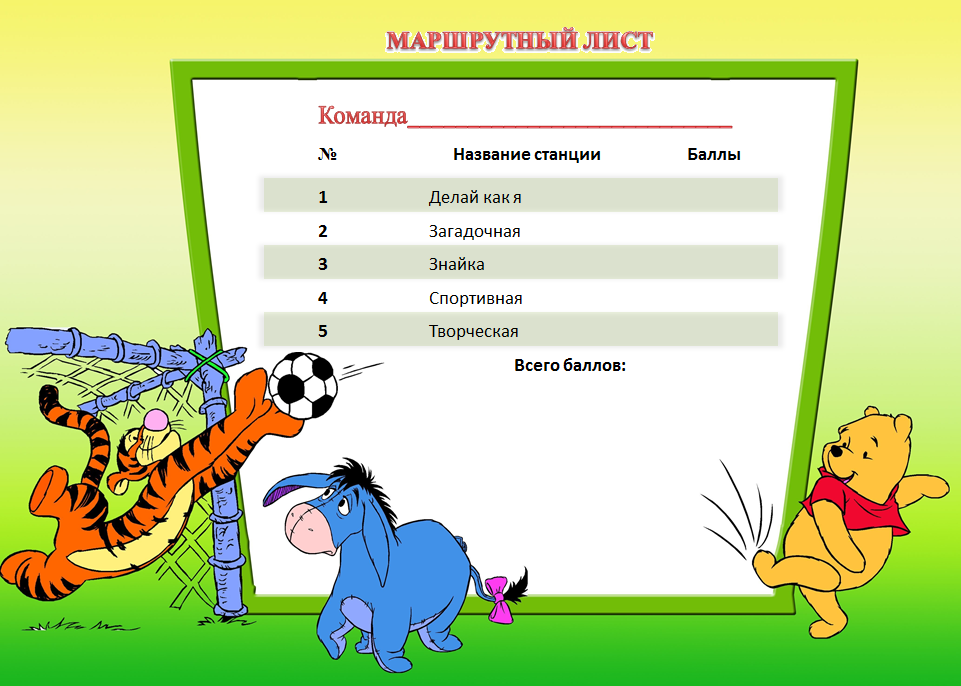 МАРШРУТНЫЙ ЛИСТ
Команда___________________________
№ Название станции Баллы
1 Делай как я
2 Загадочная
3 Знайка
4 Спортивная
5 Творческая
Всего баллов: